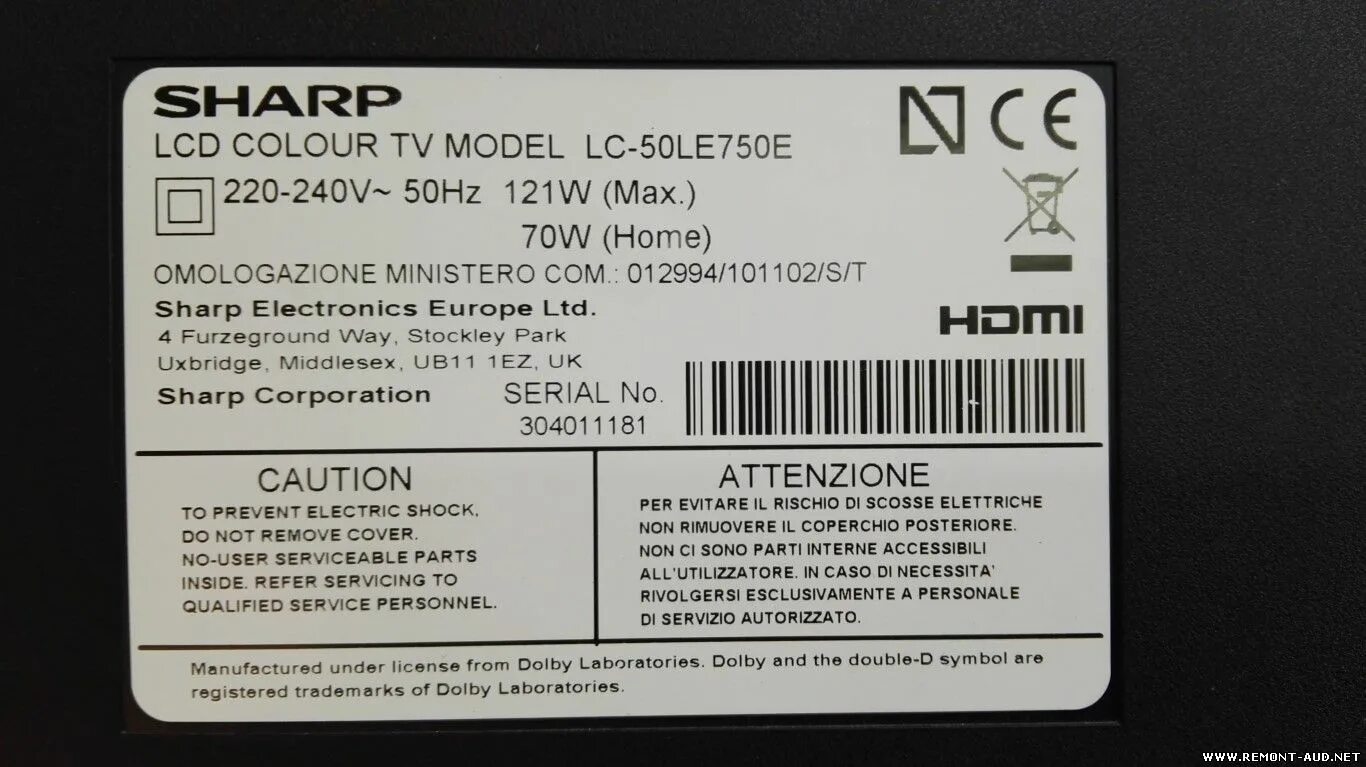 SHARP
LCD COLOUR TV MODEL LC-50LE750E
220-240V~ 50Hz 121W (Max.)
70W (Home)
OMOLOGAZIONE MINISTERO COM.: 012994/101102/S/T
Sharp Electronics Europe Ltd.
4 Furzeground Way, Stockley Park
Uxbridge, Middlesex, UB11 1EZ, UK
Sharp Corporation
SERIAL No.
304011181
CE
HDMI
CAUTION
TO PREVENT ELECTRIC SHOCK,
DO NOT REMOVE COVER.
NO-USER SERVICEABLE PARTS
INSIDE. REFER SERVICING TO
QUALIFIED SERVICE PERSONNEL.
ATTENZIONE
PER EVITARE IL RISCHIO DI SCOSSE ELETTRICHE
NON RIMUOVERE IL COPERCHIO POSTERIORE.
NON CI SONO PARTI INTERNE ACCESSIBILI
ALL'UTILIZZATORE. IN CASO DI NECESSITA'
RIVOLGERSI ESCLUSIVAMENTE A PERSONALE
DI SERVIZIO AUTORIZZATO.
Manufactured under license from Dolby Laboratories. Dolby and the double-D symbol are
registered trademarks of Dolby Laboratories.
WWW.REMONT-AUD.NET